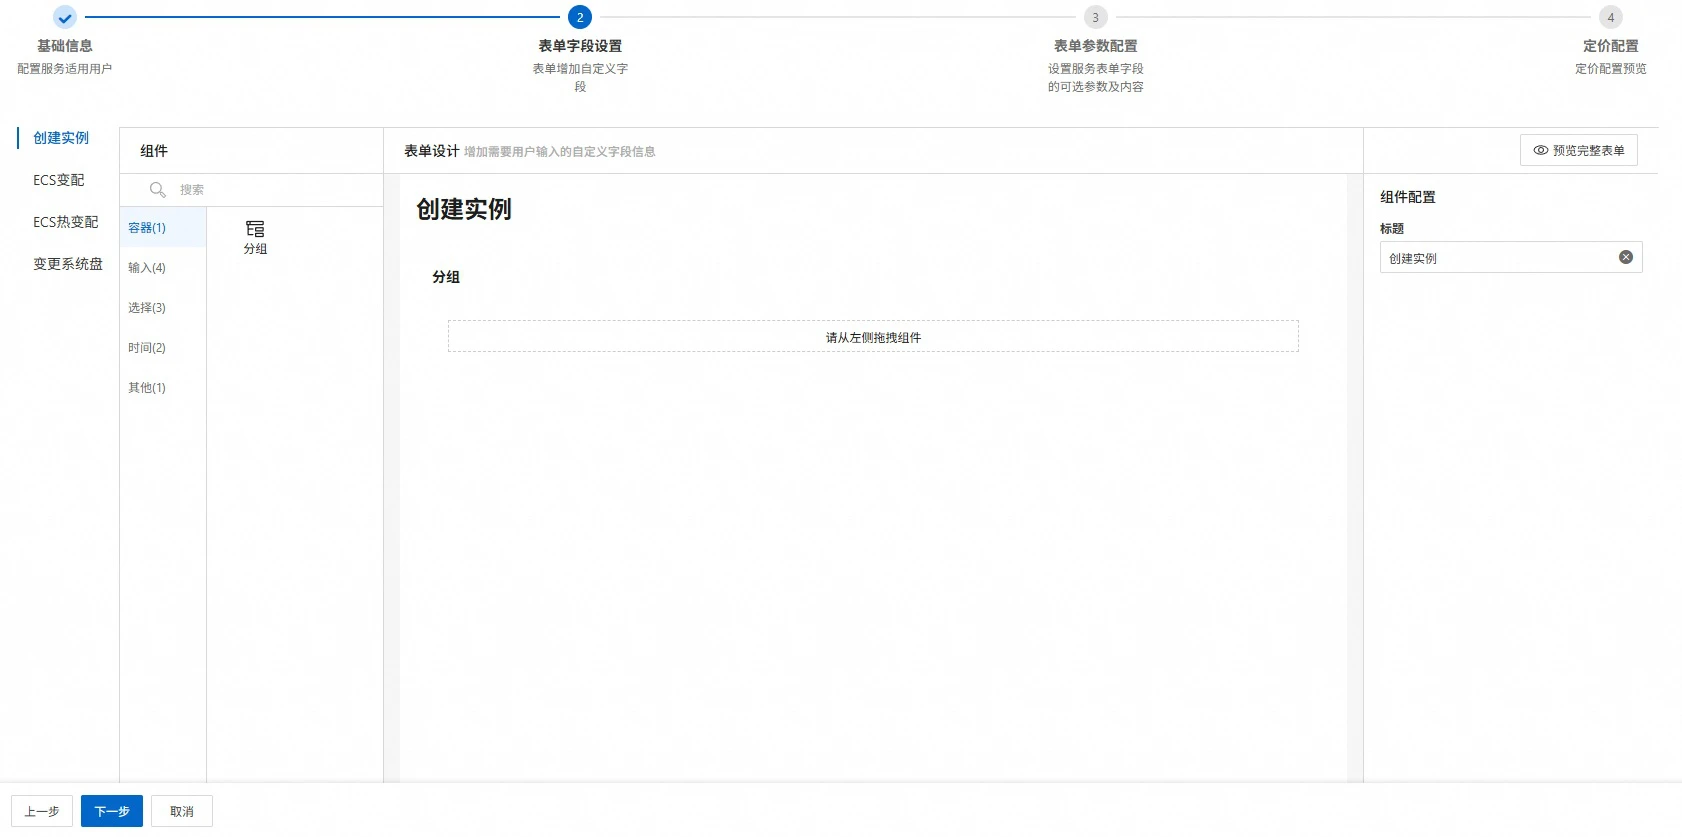 基础信息
配置服务适用用户
2
表单字段设置
表单增加自定义字
段
3
表单参数配置
设置服务表单字段
的可选参数及内容
4
定价配置
定价配置预览
创建实例
ECS变配
ECS热变配
变更系统盘
组件
搜索
容器(1)
输入(4)
选择(3)
时间(2)
其他(1)
分组
表单设计 增加需要用户输入的自定义字段信息
创建实例
分组
请从左侧拖拽组件
预览完整表单
组件配置
标题
创建实例
上一步
下一步
取消